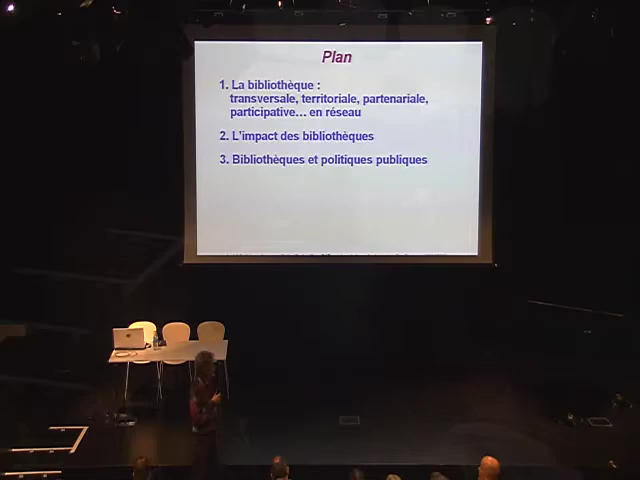 Plan
1. La bibliothèque :
transversale, territoriale, partenariale,
participative... en réseau
2. L'impact des bibliothèques
3. Bibliothèques et politiques publiques